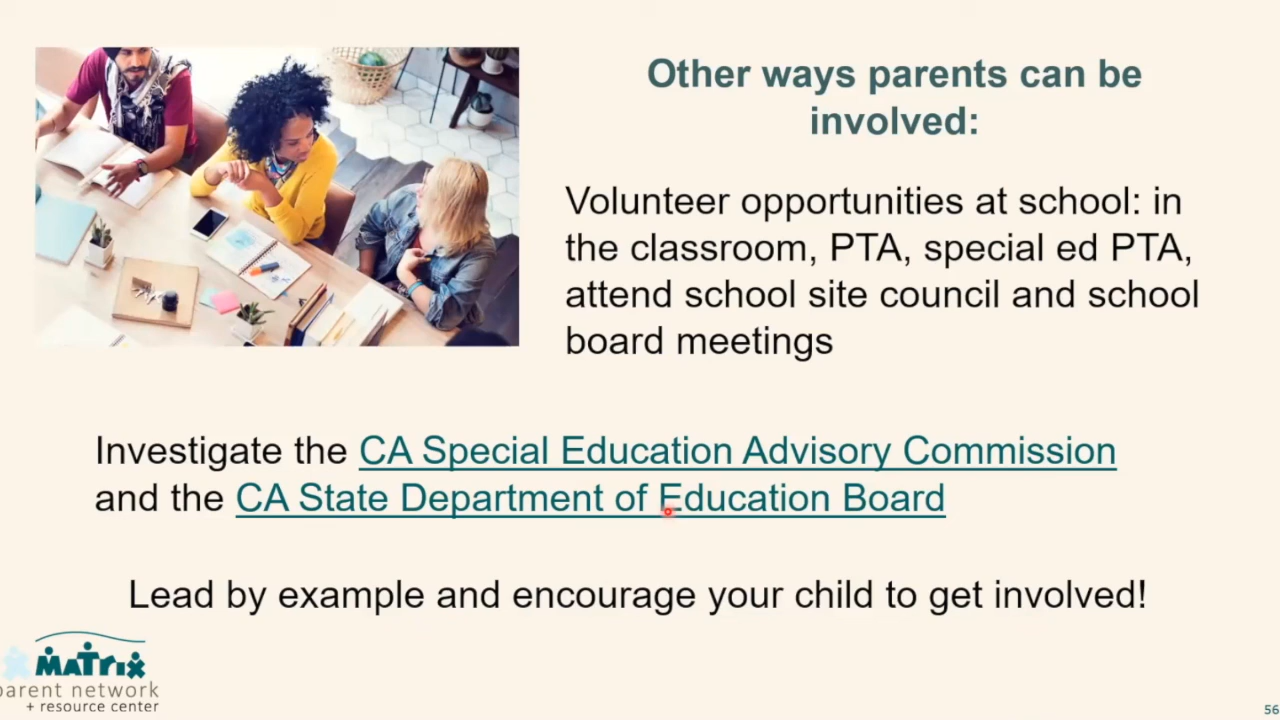 Other ways parents can be
involved:
Volunteer opportunities at school: in
the classroom, PTA, special ed PTA,
attend school site council and school
board meetings
Investigate the CA Special Education Advisory Commission
and the CA State Department of Education Board
Lead by example and encourage your child to get involved!
MATrix
parent network
+ resource center
56